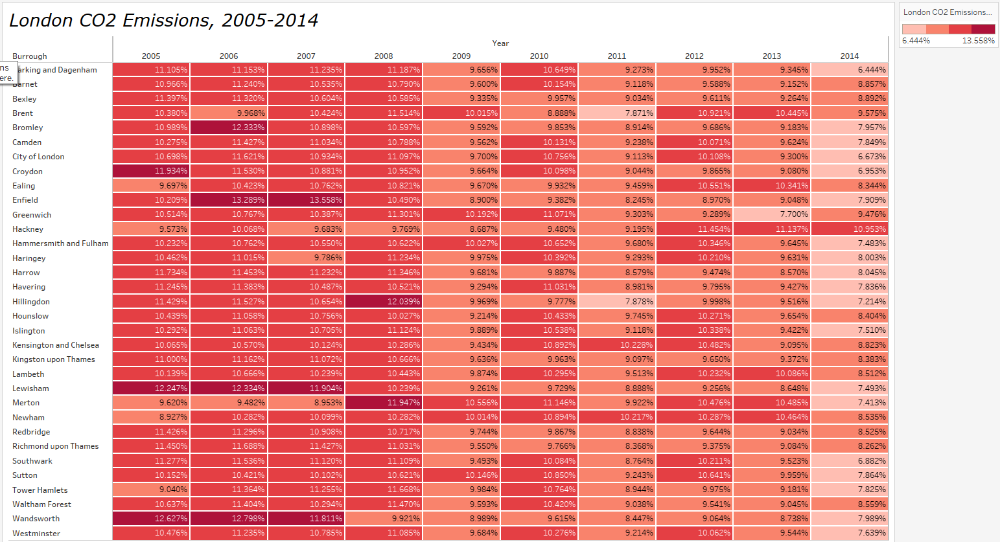 London CO2 Emissions, 2005-2014
London CO2 Emissions...
6.444% 13.558%
Year
Burrough 2005 2006 2007 2008 2009 2010 2011 2012 2013 2014
ns
ere.
arking and Dagenham 11.105% 11.153% 11.235% 11.187% 9.656% 10.649% 9.273% 9.952% 9.345% 6.444%
Barnet 10.966% 11.240% 10.535% 10.790% 9.600% 10.154% 9.118% 9.588% 9.152% 8.857%
Bexley 11.397% 11.320% 10.604% 10.585% 9.335% 9.957% 9.034% 9.611% 9.264% 8.892%
Brent 10.380% 9.968% 10.424% 11.514% 10.015% 8.888% 7.871% 10.921% 10.445% 9.575%
Bromley 10.989% 12.333% 10.898% 10.597% 9.592% 9.853% 8.914% 9.686% 9.183% 7.957%
Camden 10.275% 11.427% 11.034% 10.788% 9.562% 10.131% 9.238% 10.071% 9.624% 7.849%
City of London 10.698% 11.621% 10.934% 11.097% 9.700% 10.756% 9.113% 10.108% 9.300% 6.673%
Croydon 11.934% 11.530% 10.881% 10.952% 9.664% 10.098% 9.044% 9.865% 9.080% 6.953%
Ealing 9.697% 10.423% 10.762% 10.821% 9.670% 9.932% 9.459% 10.551% 10.341% 8.344%
Enfield 10.209% 13.289% 13.558% 10.490% 8.900% 9.382% 8.245% 8.970% 9.048% 7.909%
Greenwich 10.514% 10.767% 10.387% 11.301% 10.192% 11.071% 9.303% 9.289% 7.700% 9.476%
Hackney 9.573% 10.068% 9.683% 9.769% 8.687% 9.480% 9.195% 11.454% 11.137% 10.953%
Hammersmith and Fulham 10.232% 10.762% 10.550% 10.622% 10.027% 10.652% 9.680% 10.346% 9.645% 7.483%
Haringey 10.462% 11.015% 9.786% 11.234% 9.975% 10.392% 9.293% 10.210% 9.631% 8.003%
Harrow 11.734% 11.453% 11.232% 11.346% 9.681% 9.887% 8.579% 9.474% 8.570% 8.045%
Havering 11.245% 11.383% 10.487% 10.521% 9.294% 11.031% 8.981% 9.795% 9.427% 7.836%
Hillingdon 11.429% 11.527% 10.654% 12.039% 9.969% 9.777% 7.878% 9.998% 9.516% 7.214%
Hounslow 10.439% 11.058% 10.756% 10.027% 9.214% 10.433% 9.745% 10.271% 9.654% 8.404%
Islington 10.292% 11.063% 10.705% 11.124% 9.889% 10.538% 9.118% 10.338% 9.422% 7.510%
Kensington and Chelsea 10.065% 10.570% 10.124% 10.286% 9.434% 10.892% 10.228% 10.482% 9.095% 8.823%
Kingston upon Thames 11.000% 11.162% 11.072% 10.666% 9.636% 9.963% 9.097% 9.650% 9.372% 8.383%
Lambeth 10.139% 10.666% 10.239% 10.443% 9.874% 10.295% 9.513% 10.232% 10.086% 8.512%
Lewisham 12.247% 12.334% 11.904% 10.239% 9.261% 9.729% 8.888% 9.256% 8.648% 7.493%
Merton 9.620% 9.482% 8.953% 11.947% 10.556% 11.146% 9.922% 10.476% 10.485% 7.413%
Newham 8.927% 10.282% 10.099% 10.282% 10.014% 10.894% 10.217% 10.287% 10.464% 8.535%
Redbridge 11.426% 11.296% 10.908% 10.717% 9.744% 9.867% 8.838% 9.644% 9.034% 8.525%
Richmond upon Thames 11.450% 11.688% 11.427% 11.031% 9.550% 9.766% 8.368% 9.375% 9.084% 8.262%
Southwark 11.277% 11.536% 11.120% 11.109% 9.493% 10.084% 8.764% 10.211% 9.523% 6.882%
Sutton 10.152% 10.421% 10.102% 10.621% 10.146% 10.850% 9.243% 10.641% 9.959% 7.864%
Tower Hamlets 9.040% 11.364% 11.255% 11.668% 9.984% 10.764% 8.944% 9.975% 9.181% 7.825%
Waltham Forest 10.637% 11.404% 10.294% 11.470% 9.593% 10.420% 9.038% 9.541% 9.045% 8.559%
Wandsworth 12.627% 12.798% 11.811% 9.921% 8.989% 9.615% 8.447% 9.064% 8.738% 7.989%
Westminster 10.476% 11.235% 10.785% 11.085% 9.684% 10.276% 9.214% 10.062% 9.544% 7.639%